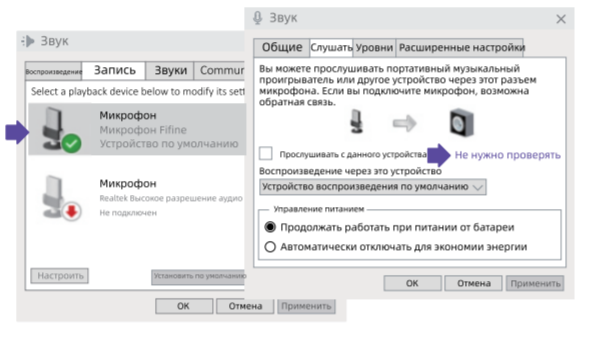 Звук
Воспроизведение Запись Звуки Commur
Select a playback device below to modify its sett
Микрофон
Микрофон Fifine
Устройство по умолчанию
Микрофон
Realtek Высокое разрешение аудио
Не подключен
Настроить
Установить по умолчанию
ОК
Отмена
Применить
Звук
Общие Слушать Уровни Расширенные настройки
Вы можете прослушивать портативный музыкальный
проигрыватель или другое устройство через этот разъем
микрофона. Если вы подключите микрофон, возможна
обратная связь.
Прослушивать с данного устройства
Не нужно проверять
Воспроизведение через это устройство
Устройство воспроизведения по умолчанию
Управление питанием
Продолжать работать при питании от батареи
Автоматически отключать для экономии энергии
ОК
Отмена
Применить